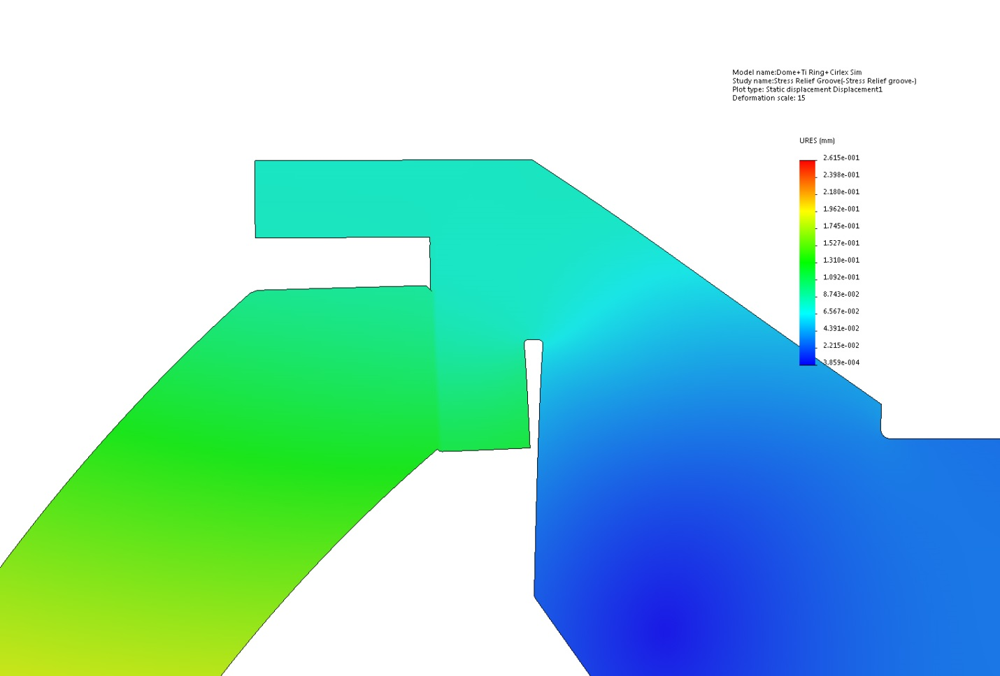 Model name:Dome+Ti Ring+Cirlex Sim
Study name:Stress Relief Groove(-Stress Relief groove-)
Plot type: Static displacement Displacement1
Deformation scale: 15
URES (mm)
2.615e-001
2.398e-001
2.180e-001
1.962e-001
1.745e-001
1.527e-001
1.310e-001
1.092e-001
8.743e-002
6.567e-002
4.391e-002
2.215e-002
3.859e-004